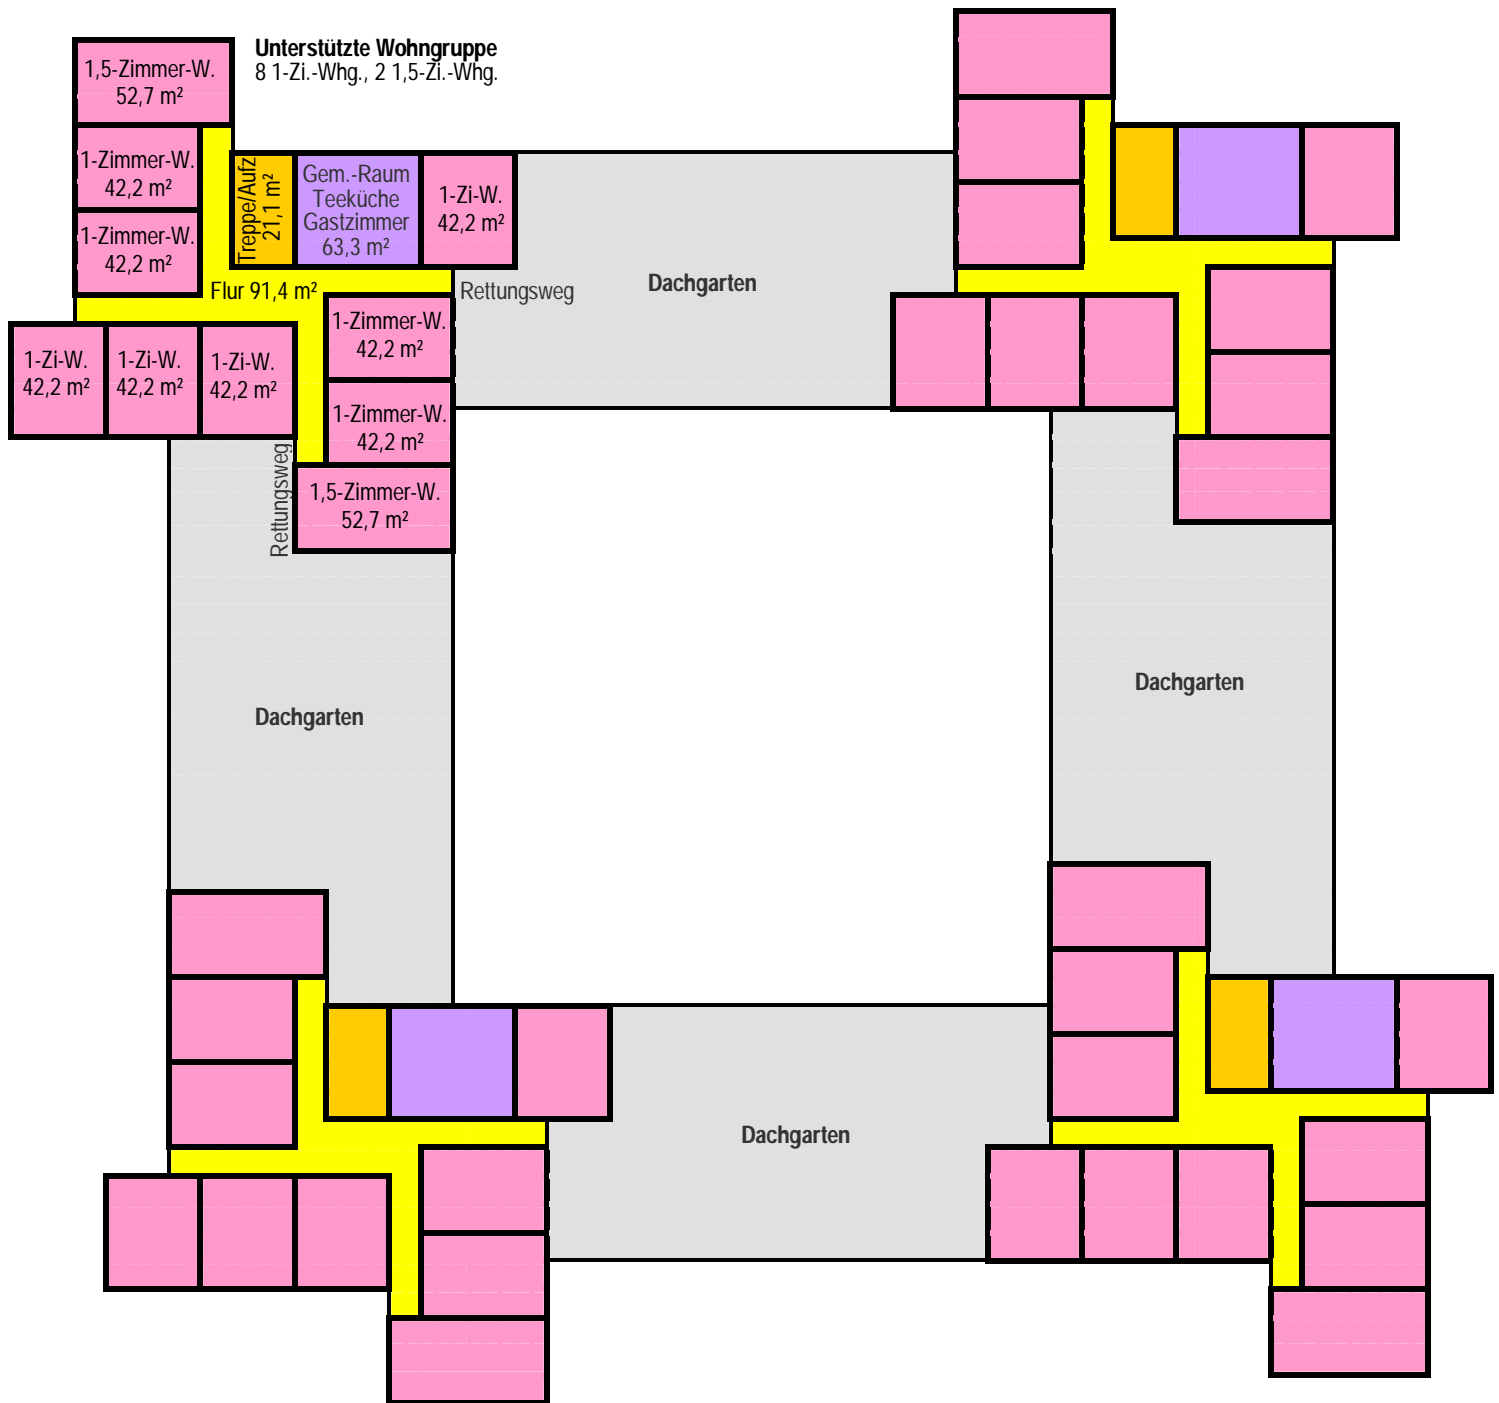 Unterstützte Wohngruppe
8 1-Zi.-Whg., 2 1,5-Zi.-Whg.
1,5-Zimmer-W.
52,7 m²
1-Zimmer-W.
42,2 m²
1-Zimmer-W.
42,2 m²
Treppe/Aufz
21,1 m²
Gem.-Raum
Teeküche
Gastzimmer
63,3 m²
1-Zi-W.
42,2 m²
Flur 91,4 m²
Rettungsweg
Dachgarten
1-Zimmer-W.
42,2 m²
1-Zi-W.
42,2 m²
1-Zi-W.
42,2 m²
1-Zi-W.
42,2 m²
1-Zimmer-W.
42,2 m²
Rettungsweg
1,5-Zimmer-W.
52,7 m²
Dachgarten
Dachgarten
Dachgarten